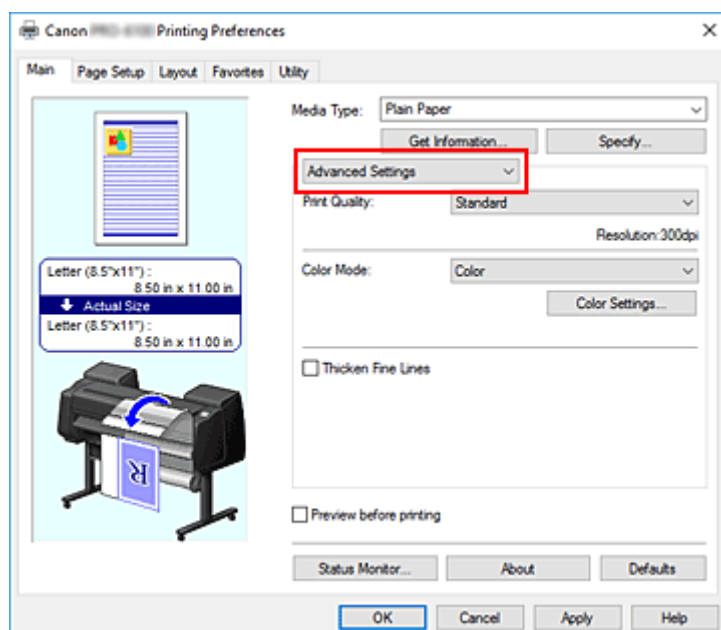 Canon Printing Preferences
Main Page Setup Layout Favorites Utility
Media Type: Plain Paper
Get Information... Specify...
Advanced Settings
Print Quality: Standard
Resolution:300dpi
Color Mode: Color
Color Settings...
Thicken Fine Lines
Letter (8.5"x11") :
8.50 in x 11.00 in
Actual Size
Letter (8.5"x11") :
8.50 in x 11.00 in
R
Preview before printing
Status Monitor... About Defaults
OK Cancel Apply Help